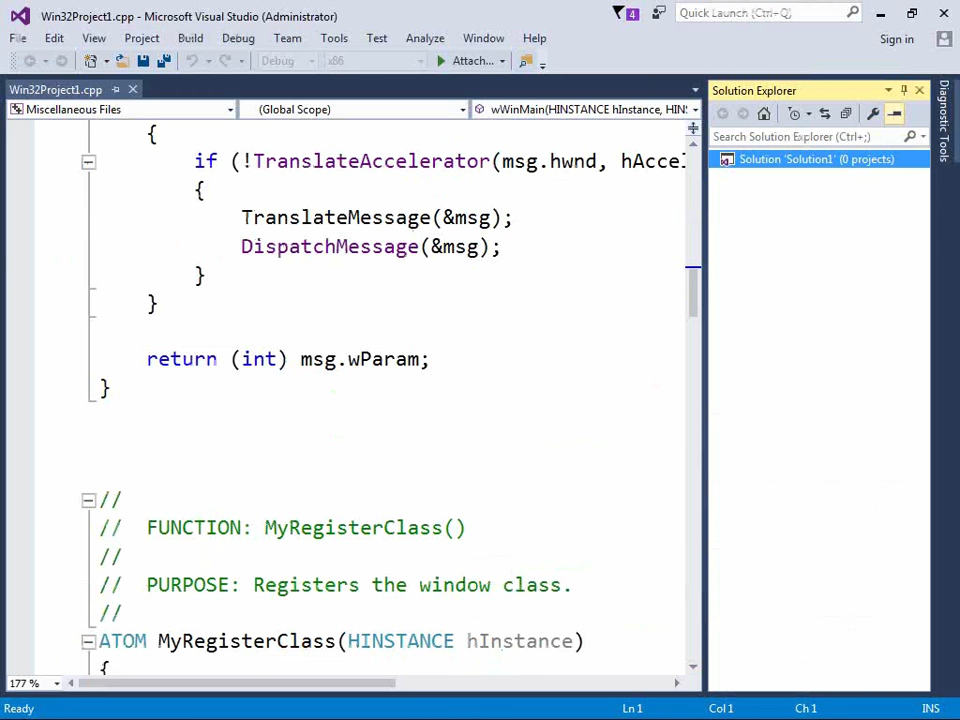 Win32Project1.cpp - Microsoft Visual Studio (Administrator)
4
Quick Launch (Ctrl+Q)
File Edit View Project Build Debug Team Tools Test Analyze Window Help
Sign in
Debug x86 Attach...
Win32Project1.cpp
Miscellaneous Files (Global Scope) wWinMain(HINSTANCE hInstance, HINS
{
if (!TranslateAccelerator(msg.hwnd, hAccel
{
TranslateMessage(&msg);
DispatchMessage(&msg);
}
}
return (int) msg.wParam;
}
//
// FUNCTION: MyRegisterClass()
//
// PURPOSE: Registers the window class.
//
ATOM MyRegisterClass(HINSTANCE hInstance)
{
177 %
Solution Explorer
Search Solution Explorer (Ctrl+;)
Solution 'Solution1' (0 projects)
Diagnostic Tools
Ready Ln 1 Col 1 Ch 1 INS